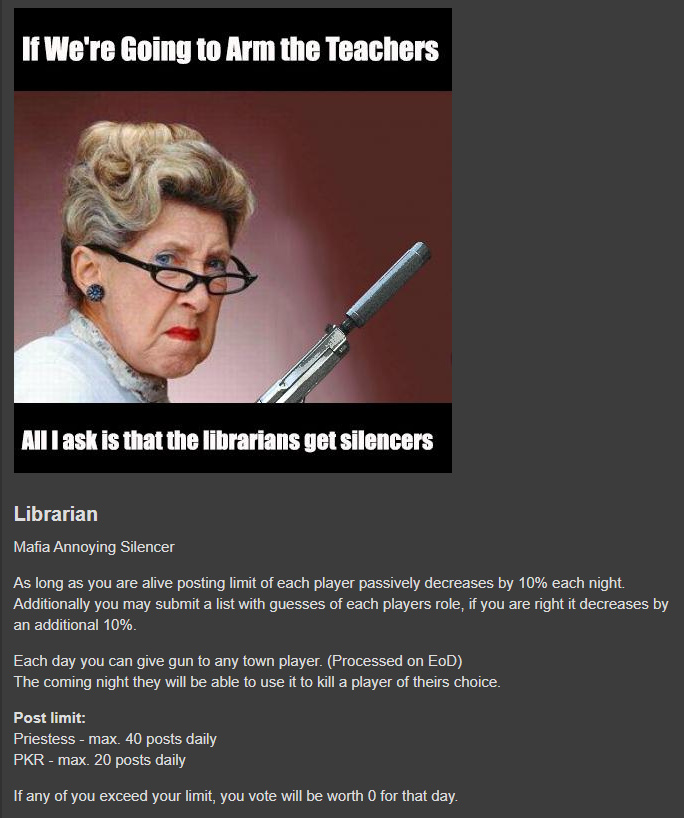 If We're Going to Arm the Teachers
All I ask is that the librarians get silencers
Librarian
Mafia Annoying Silencer
As long as you are alive posting limit of each player passively decreases by 10% each night.
Additionally you may submit a list with guesses of each players role, if you are right it decreases by
an additional 10%.
Each day you can give gun to any town player. (Processed on EoD)
The coming night they will be able to use it to kill a player of theirs choice.
Post limit:
Priestess - max. 40 posts daily
PKR - max. 20 posts daily
If any of you exceed your limit, you vote will be worth 0 for that day.